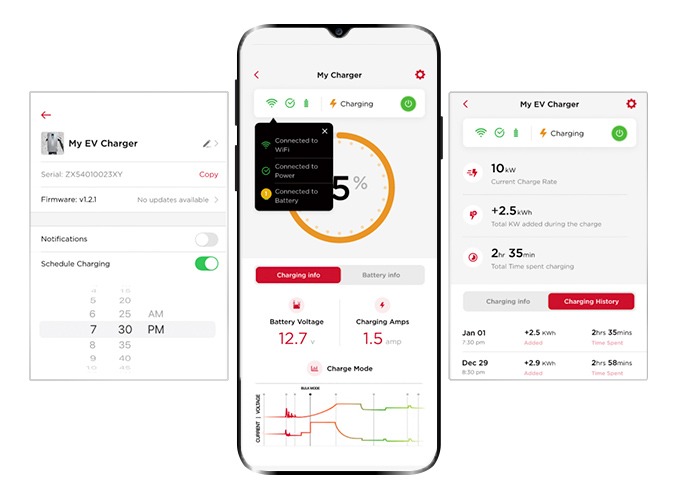 My EV Charger
Serial: ZX54010023XY
Copy
Firmware: v1.2.1
No updates available
Notifications
Schedule Charging
4 15
5 20
6 25 AM
7 30 PM
8 35
9 40
10 45
My Charger
Charging
Connected to
WiFi
Connected to
Power
Connected to
Battery
5%
Charging info
Battery info
Battery Voltage
12.7 v
Charging Amps
1.5 amp
Charge Mode
BULK MODE
CURRENT | VOLTAGE
My EV Charger
Charging
10 kW
Current Charge Rate
+2.5 kWh
Total KW added during the charge
2hr 35min
Total Time spent charging
Charging info
Charging History
Jan 01
7:30 pm
+2.5 KWh
Added
2hrs 35mins
Time Spent
Dec 29
8:30 pm
+2.9 KWh
Added
2hrs 58mins
Time Spent